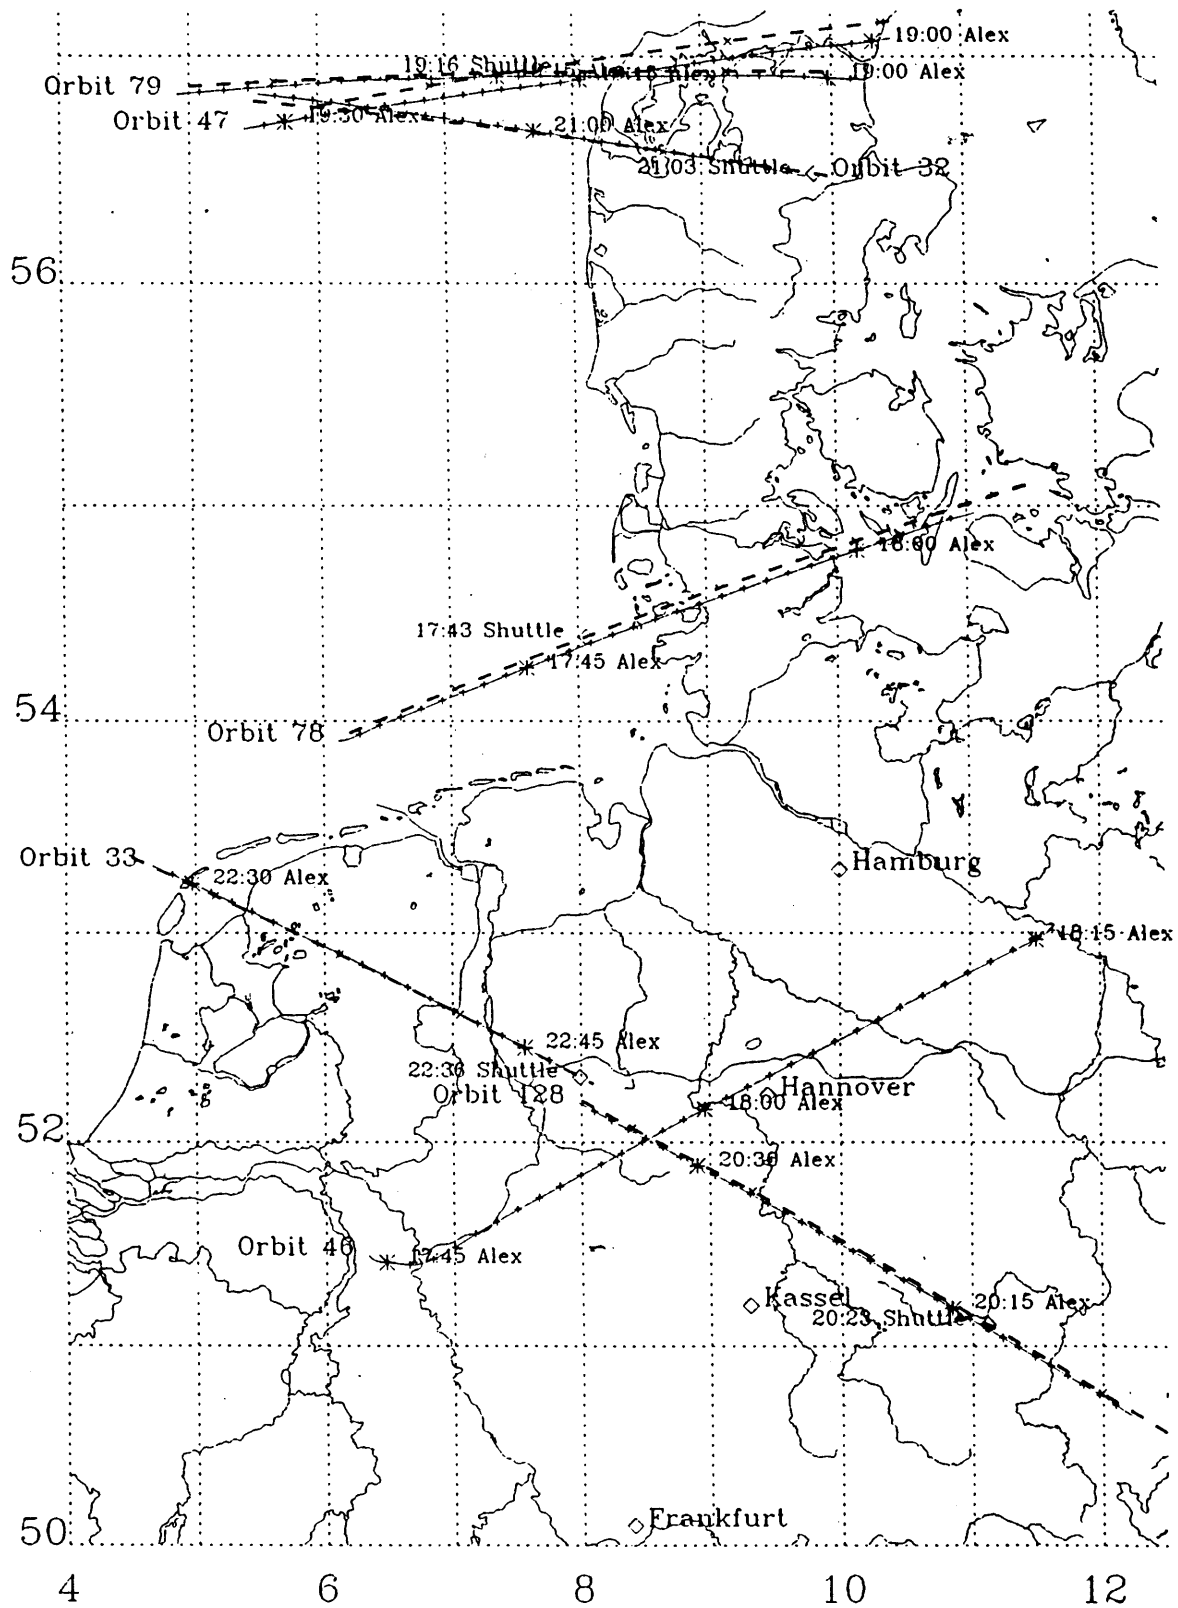 19:00 Alex
19:16 Shuttle
19:00 Alex
Orbit 79
Orbit 47
19:30 Alex
21:00 Alex
21:03 Shuttle
Orbit 32
56
18:00 Alex
17:43 Shuttle
17:45 Alex
54
Orbit 78
Orbit 33
22:30 Alex
Hamburg
18:15 Alex
22:45 Alex
22:36 Shuttle
Orbit 128
Hannover
18:00 Alex
52
20:30 Alex
Orbit 46
17:45 Alex
Kassel
20:15 Alex
20:23 Shuttle
Frankfurt
50
4 6 8 10 12